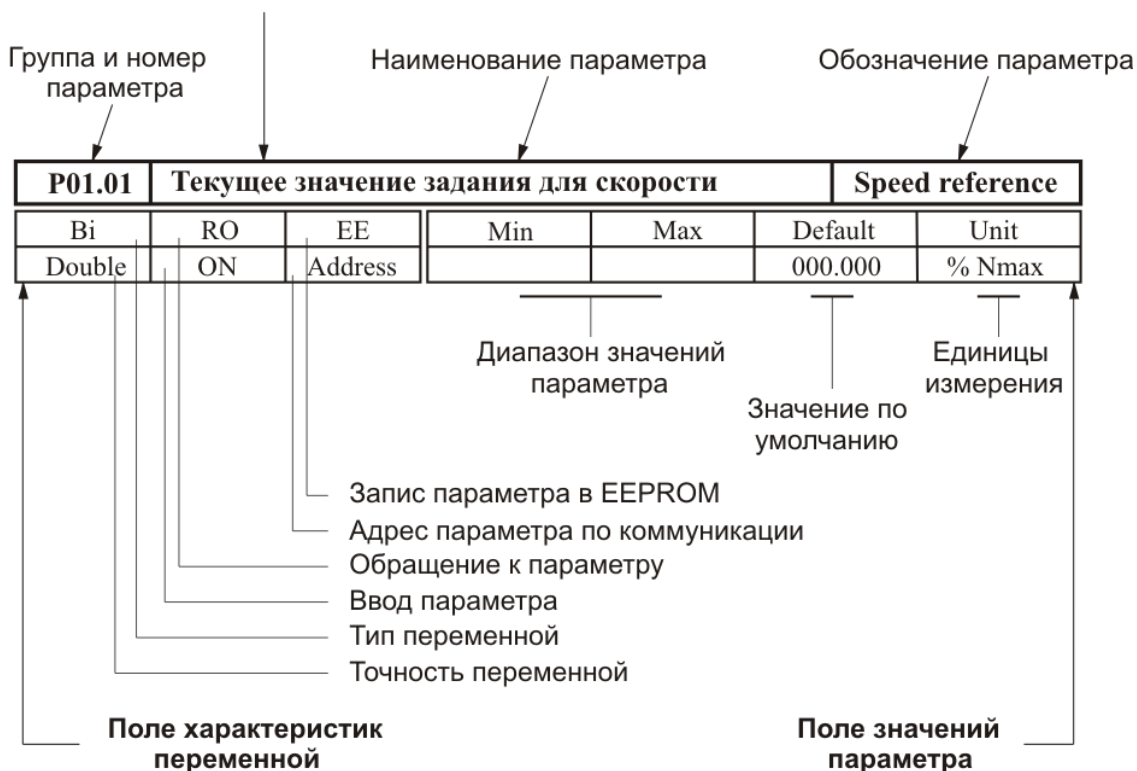 Группа и номер
параметра
Наименование параметра
Обозначение параметра
P01.01 Текущее значение задания для скорости Speed reference
Bi RO EE Min Max Default Unit
Double ON Address 000.000 % Nmax
Диапазон значений
параметра
Единицы
измерения
Значение по
умолчанию
Запис параметра в EEPROM
Адрес параметра по коммуникации
Обращение к параметру
Ввод параметра
Тип переменной
Точность переменной
Поле характеристик
переменной
Поле значений
параметра